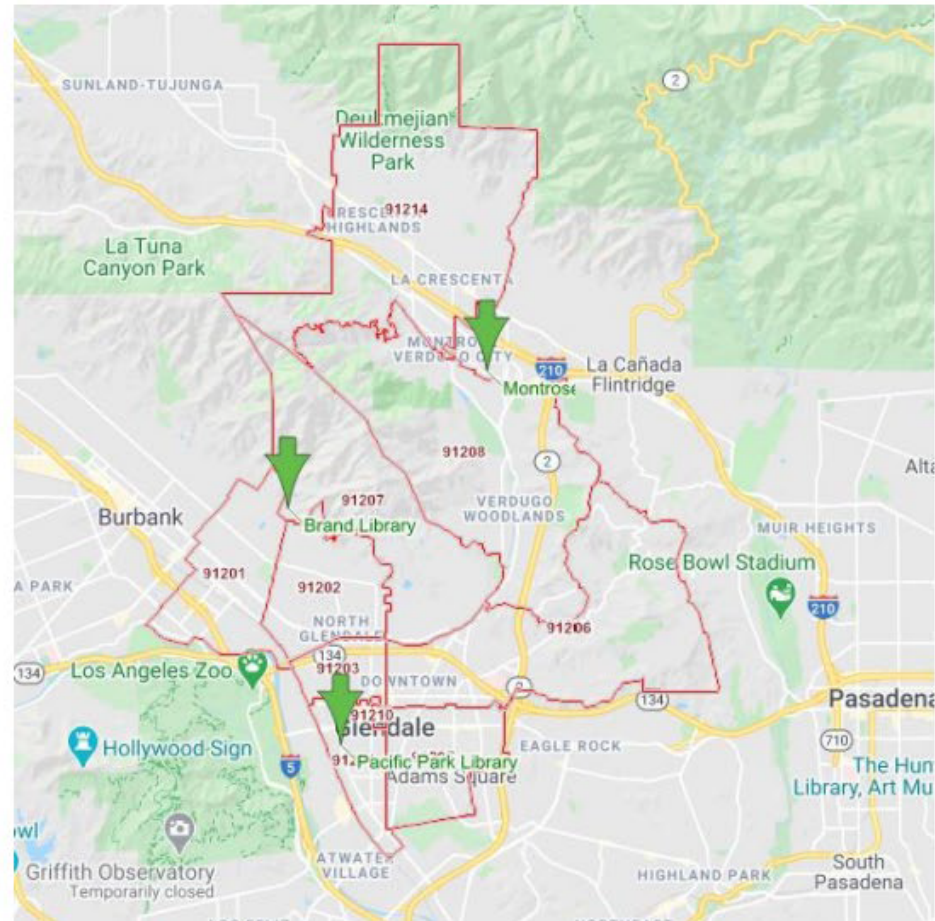 2
SUNLAND-TUJUNGA
Deukmejian
Wilderness
Park
91214
HIGHLANDS
La Tuna
Canyon Park
LA CRESCENTA
VERDUGO CITY
210
La Cañada
Flintridge
Montrose
91208
2
91207
VERDUGO
WOODLANDS
Burbank
Brand Library
MUIR HEIGHTS
Rose Bowl Stadium
91201
91202
210
91206
NORTH
GLENDALE
134
134
Los Angeles Zoo
91203
DOWNTOWN
134
Pasadena
91210
Glendale
Hollywood Sign
710
EAGLE ROCK
5
Pacific Park Library
Adams Square
The Hun
Library, Art Mu
Griffith Observatory
Temporarily closed
ATWATER
VILLAGE
HIGHLAND PARK
South
Pasadena